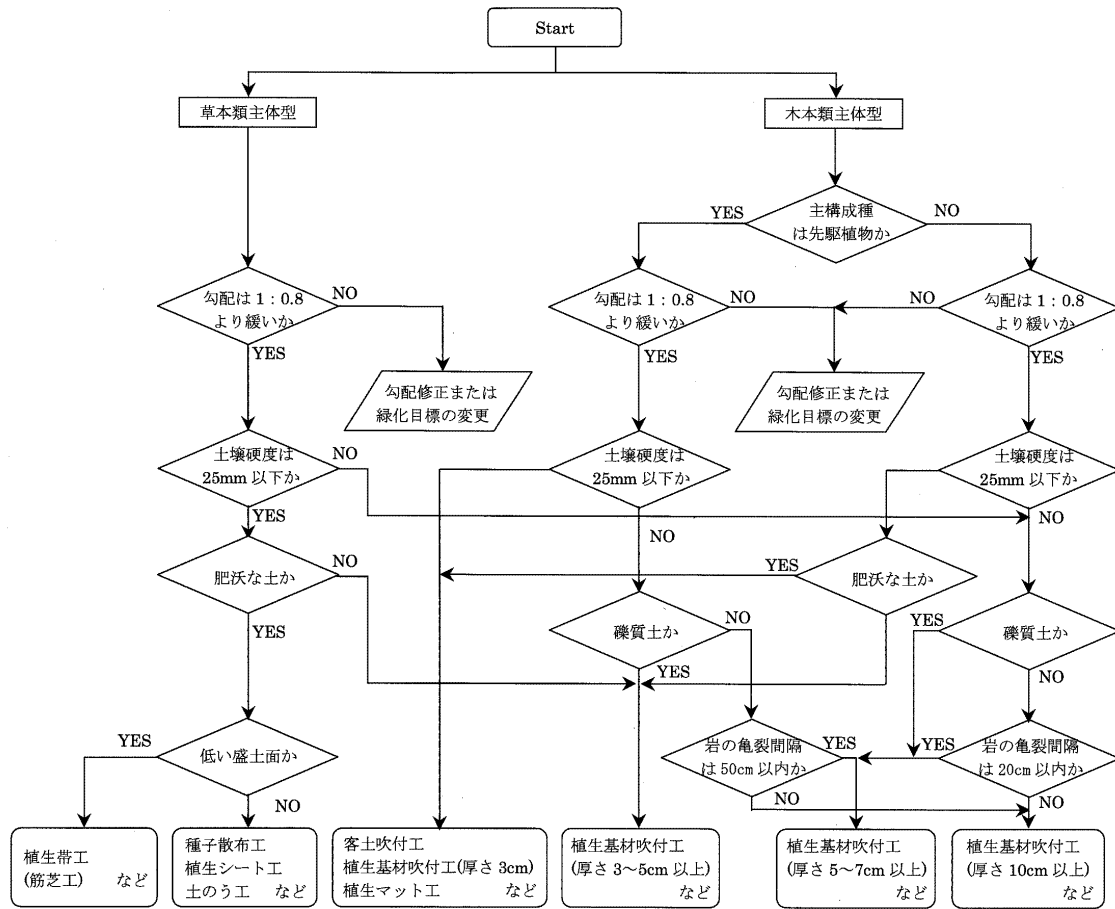 Start
草本類主体型
木本類主体型
YES
主構成種
は先駆植物か
NO
勾配は 1:0.8
より緩いか
NO
YES
勾配は 1:0.8
より緩いか
NO
YES
NO
勾配は 1:0.8
より緩いか
YES
勾配修正または
緑化目標の変更
勾配修正または
緑化目標の変更
土壌硬度は
25mm 以下か
NO
YES
土壌硬度は
25mm 以下か
NO
土壌硬度は
25mm 以下か
NO
肥沃な土か
NO
YES
YES
肥沃な土か
礫質土か
NO
YES
YES
礫質土か
NO
YES
低い盛土面か
NO
岩の亀裂間隔
は 50cm 以内か
YES
NO
YES
岩の亀裂間隔
は 20cm 以内か
NO
植生帯工
(筋芝工) など
種子散布工
植生シート工
土のう工 など
客土吹付工
植生基材吹付工(厚さ 3cm)
植生マット工 など
植生基材吹付工
(厚さ 3~5cm 以上)
など
植生基材吹付工
(厚さ 5~7cm 以上)
など
植生基材吹付工
(厚さ 10cm 以上)
など